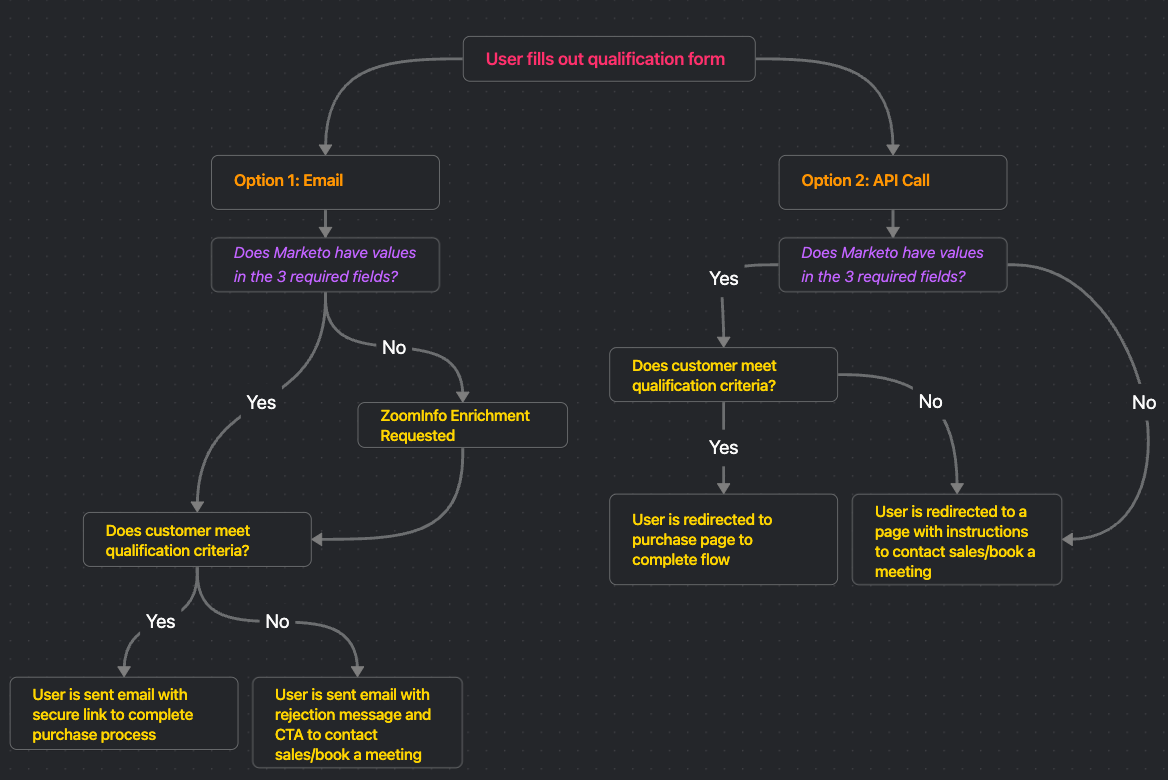 User fills out qualification form
Option 1: Email
Option 2: API Call
Does Marketo have values
in the 3 required fields?
Does Marketo have values
in the 3 required fields?
Yes
No
Yes
No
Does customer meet
qualification criteria?
No
Yes
ZoomInfo Enrichment
Requested
Yes
No
Does customer meet
qualification criteria?
User is redirected to
purchase page to
complete flow
User is redirected to a
page with instructions
to contact sales/book a
meeting
Yes
No
User is sent email with
secure link to complete
purchase process
User is sent email with
rejection message and
CTA to contact
sales/book a meeting